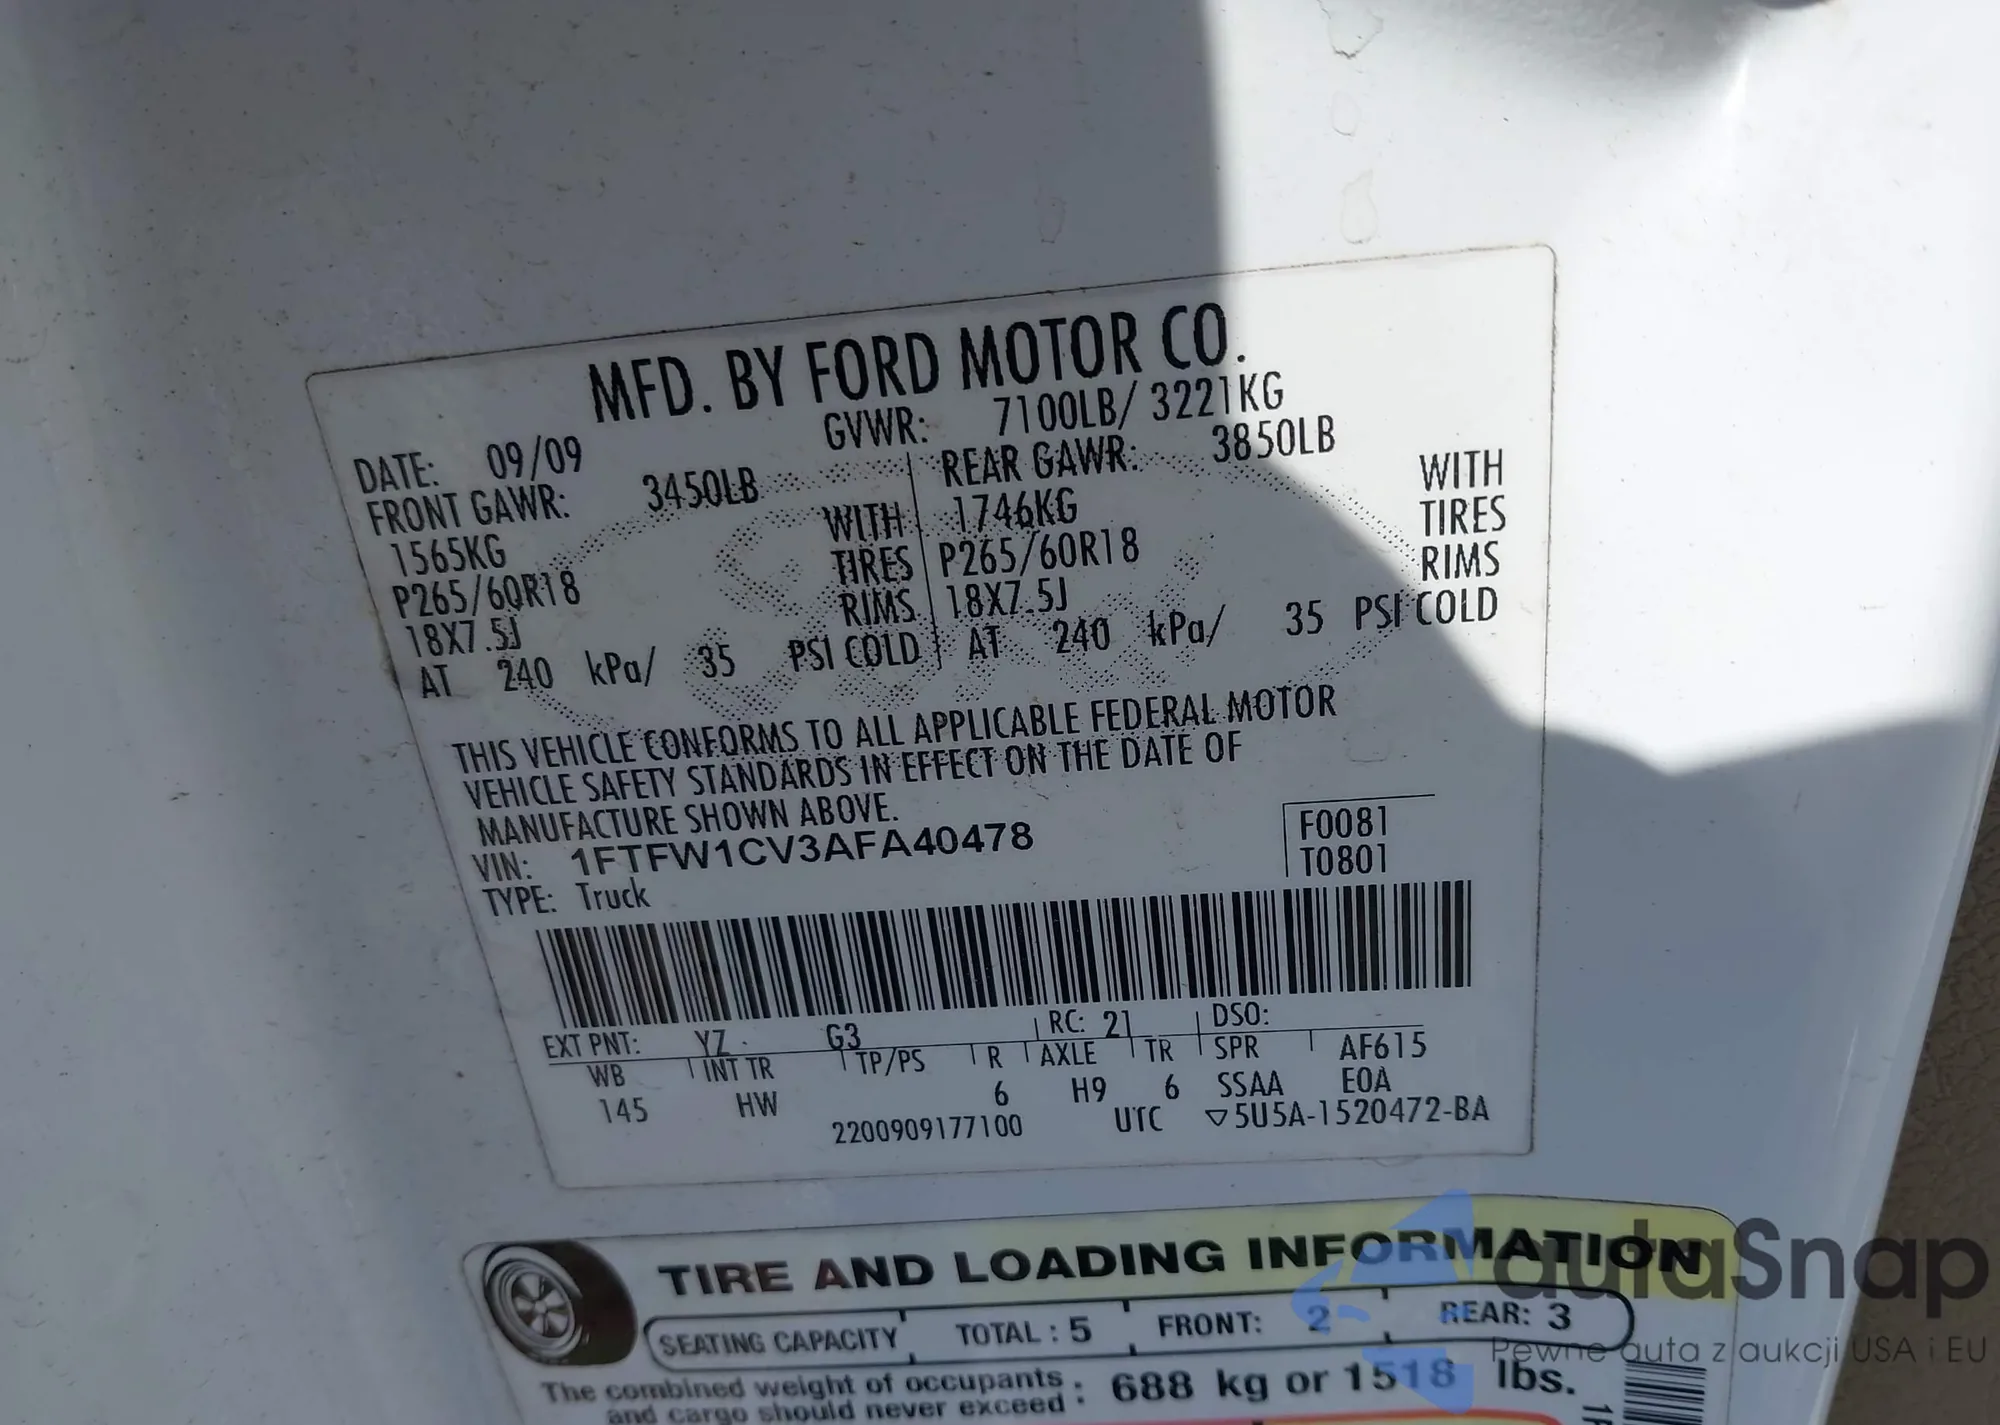 MFD. BY FORD MOTOR CO.
DATE: 09/09 GVWR: 7100LB/ 3221KG
FRONT GAWR: 3450LB REAR GAWR: 3850LB
1565KG WITH 1746KG WITH
P265/60R18 TIRES P265/60R18 TIRES
18X7.5J RIMS 18X7.5J RIMS
AT 240 kPa/ 35 PSI COLD AT 240 kPa/ 35 PSI COLD
THIS VEHICLE CONFORMS TO ALL APPLICABLE FEDERAL MOTOR
VEHICLE SAFETY STANDARDS IN EFFECT ON THE DATE OF
MANUFACTURE SHOWN ABOVE.
VIN: 1FTFW1CV3AFA40478 F0081
TYPE: Truck T0801
EXT PNT: YZ G3 RC: 21 DSO:
WB INT TR TP/PS R AXLE TR SPR AF615
145 HW 6 H9 6 SSAA E0A
2200909177100 UTC ▽5U5A-1520472-BA
TIRE AND LOADING INFORMATION
SEATING CAPACITY TOTAL : 5 FRONT: 2 REAR: 3
The combined weight of occupants
and cargo should never exceed : 688 kg or 1518 lbs.
autaSnap
Pewne auta z aukcji USA i EU